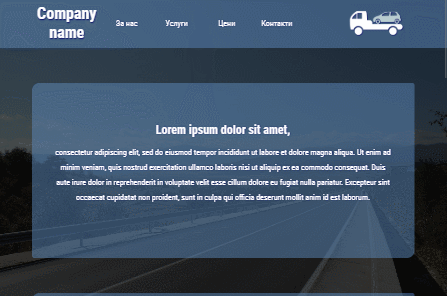 Company
name
За нас
Услуги
Цени
Контакти
Lorem ipsum dolor sit amet,
consectetur adipiscing elit, sed do eiusmod tempor incididunt ut labore et dolore magna aliqua. Ut enim ad
minim veniam, quis nostrud exercitation ullamco laboris nisi ut aliquip ex ea commodo consequat. Duis
aute irure dolor in reprehenderit in voluptate velit esse cillum dolore eu fugiat nulla pariatur. Excepteur sint
occaecat cupidatat non proident, sunt in culpa qui officia deserunt mollit anim id est laborum.